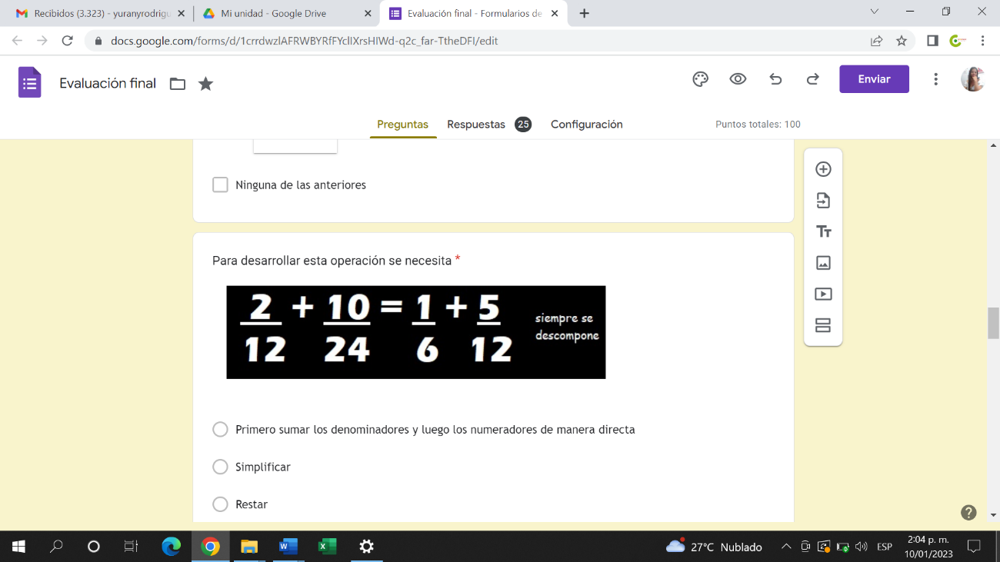 Recibidos (3.323) - yuranyrodrigu
Mi unidad - Google Drive
Evaluación final - Formularios de
docs.google.com/forms/d/1crrdwzlAFRWBYRfFYclIXrsHIWd-q2c_far-TtheDFI/edit
Evaluación final
Enviar
Preguntas Respuestas 25 Configuración Puntos totales: 100
Ninguna de las anteriores
Para desarrollar esta operación se necesita *
2 + 10 = 1 + 5
12 24 6 12
siempre se
descompone
Primero sumar los denominadores y luego los numeradores de manera directa
Simplificar
Restar
27°C Nublado
ESP
2:04 p. m.
10/01/2023